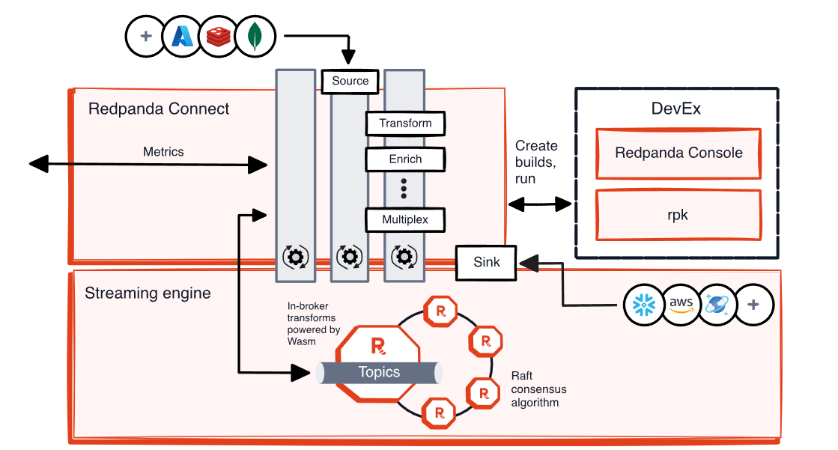 +
Source
Redpanda Connect
DevEx
Transform
Metrics
Enrich
Create
builds,
run
Redpanda Console
Multiplex
rpk
Sink
Streaming engine
aws
+
In-broker
transforms
powered by
Wasm
R
R
R
Topics
Raft
consensus
algorithm
R
R